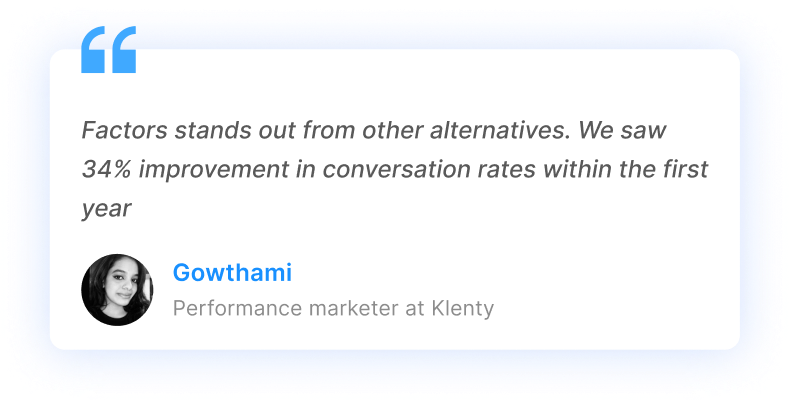 Factors stands out from other alternatives. We saw
34% improvement in conversation rates within the first
year
Gowthami
Performance marketer at Klenty